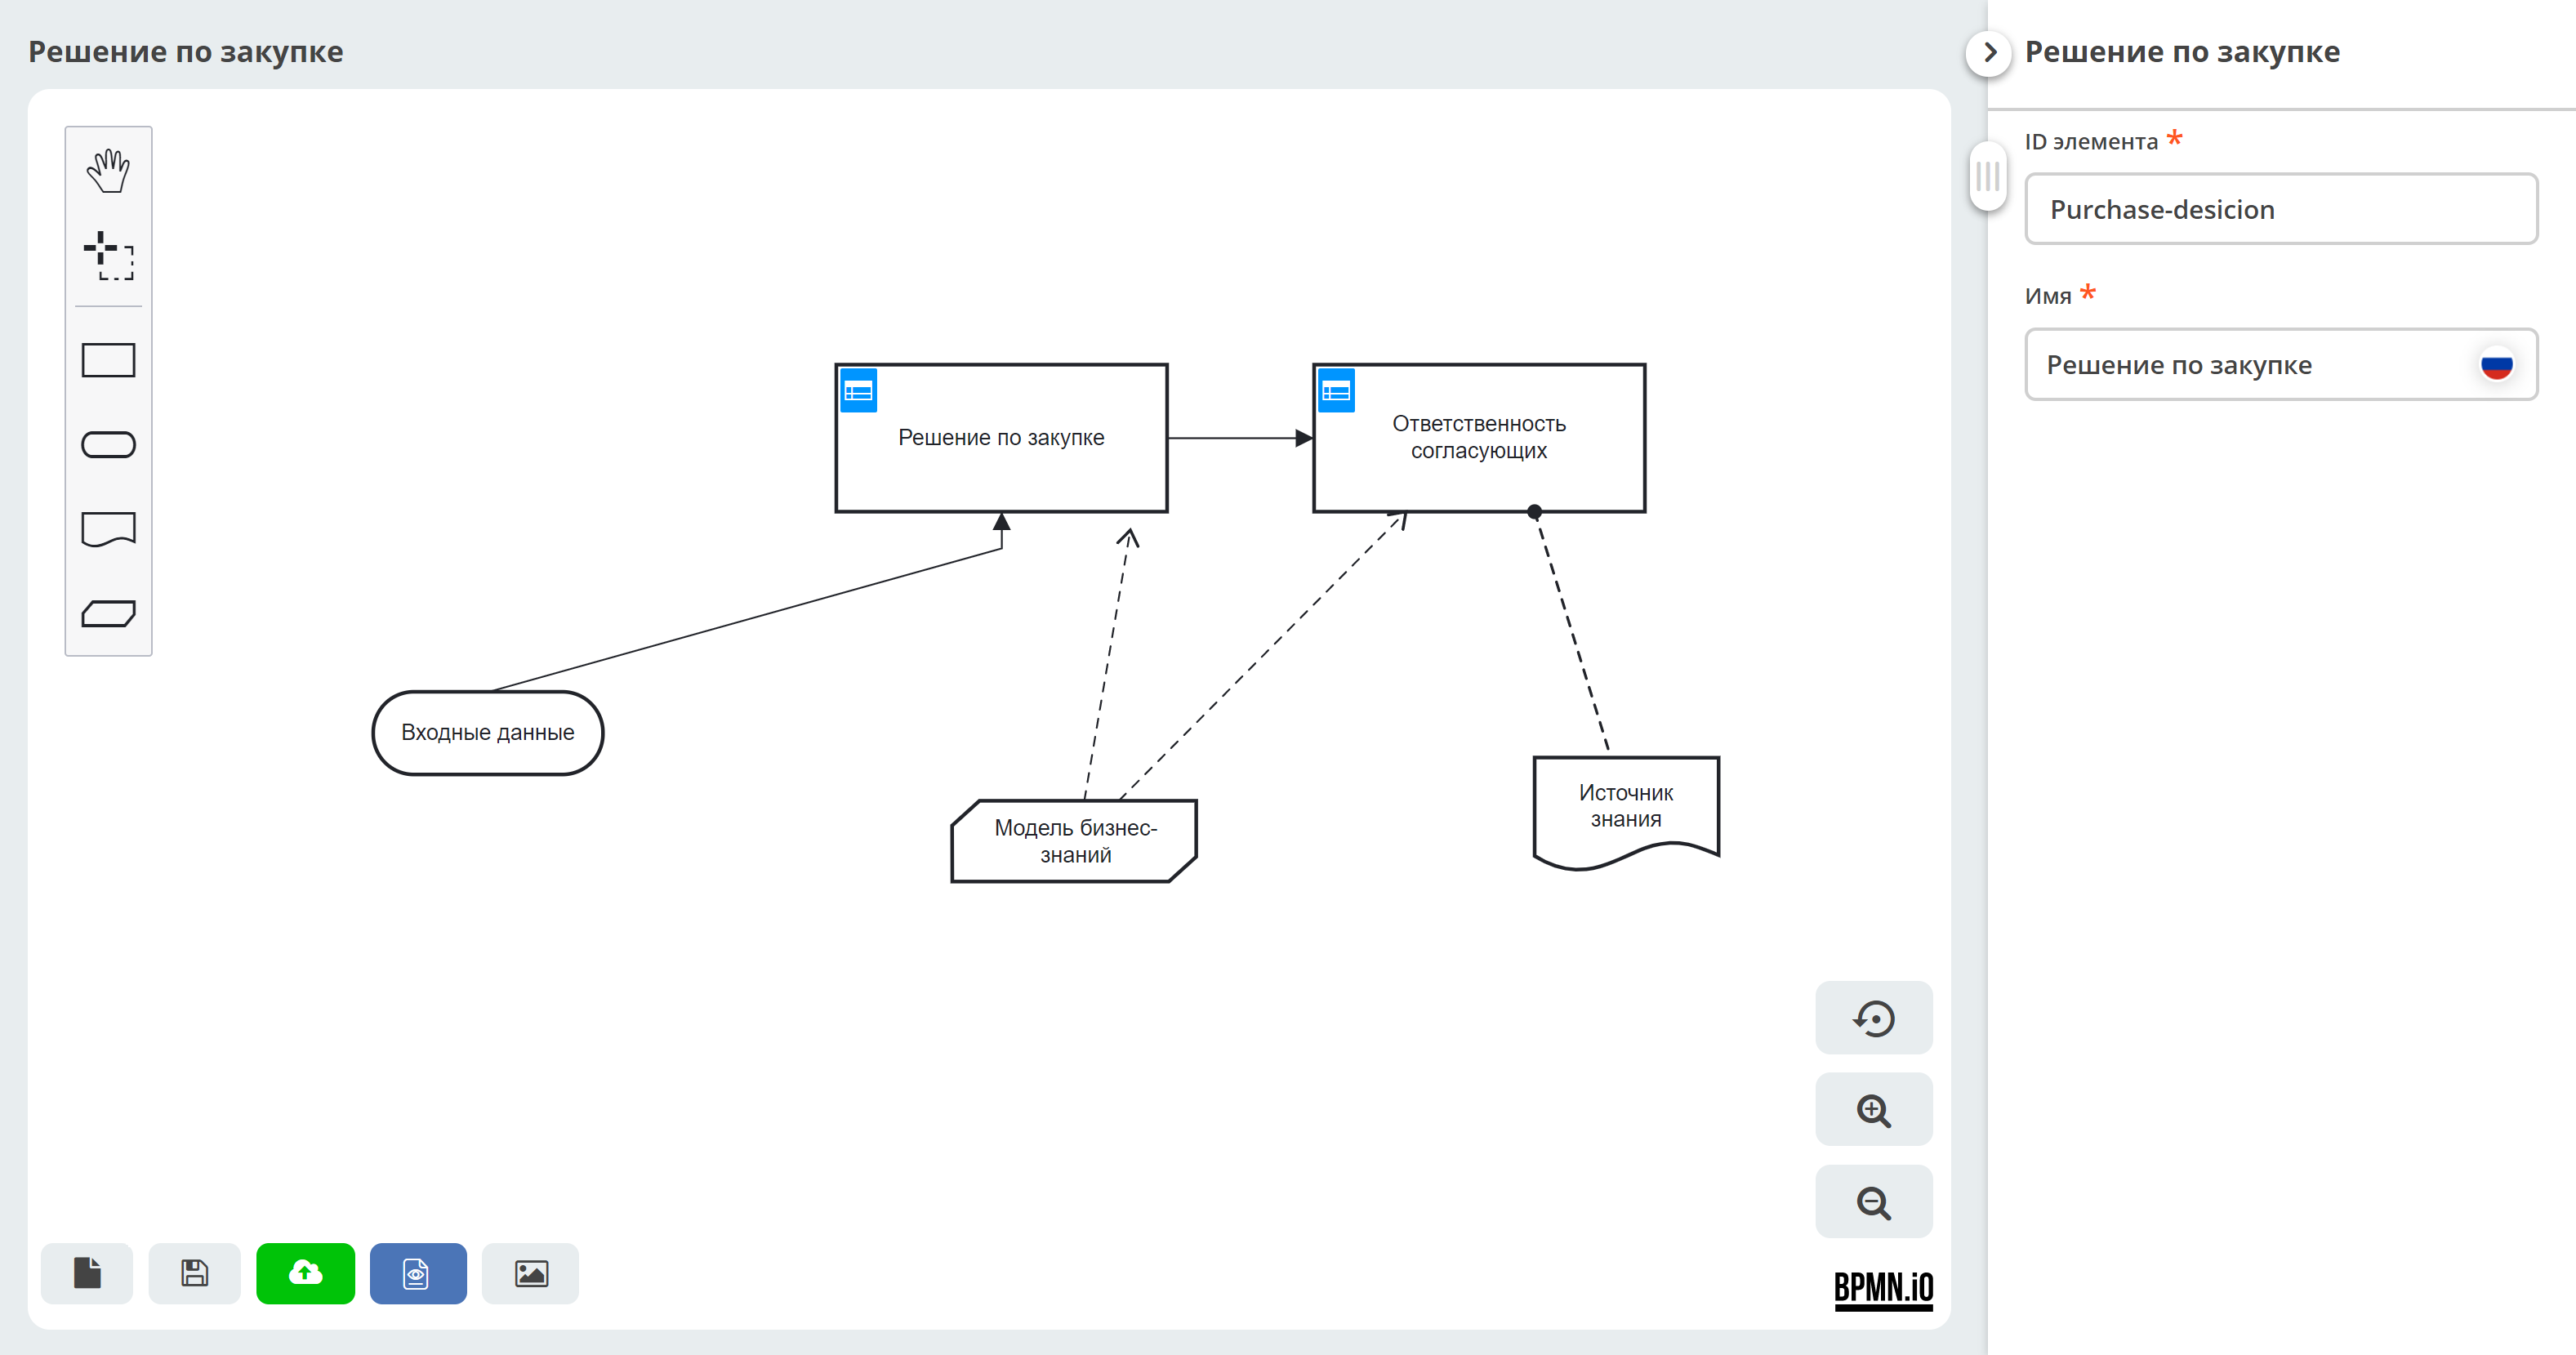 Решение по закупке
Решение по закупке
ID элемента *
Purchase-desicion
Имя *
Решение по закупке
Решение по закупке
Ответственность
согласующих
Входные данные
Модель бизнес-
знаний
Источник
знания
BPMN.iO